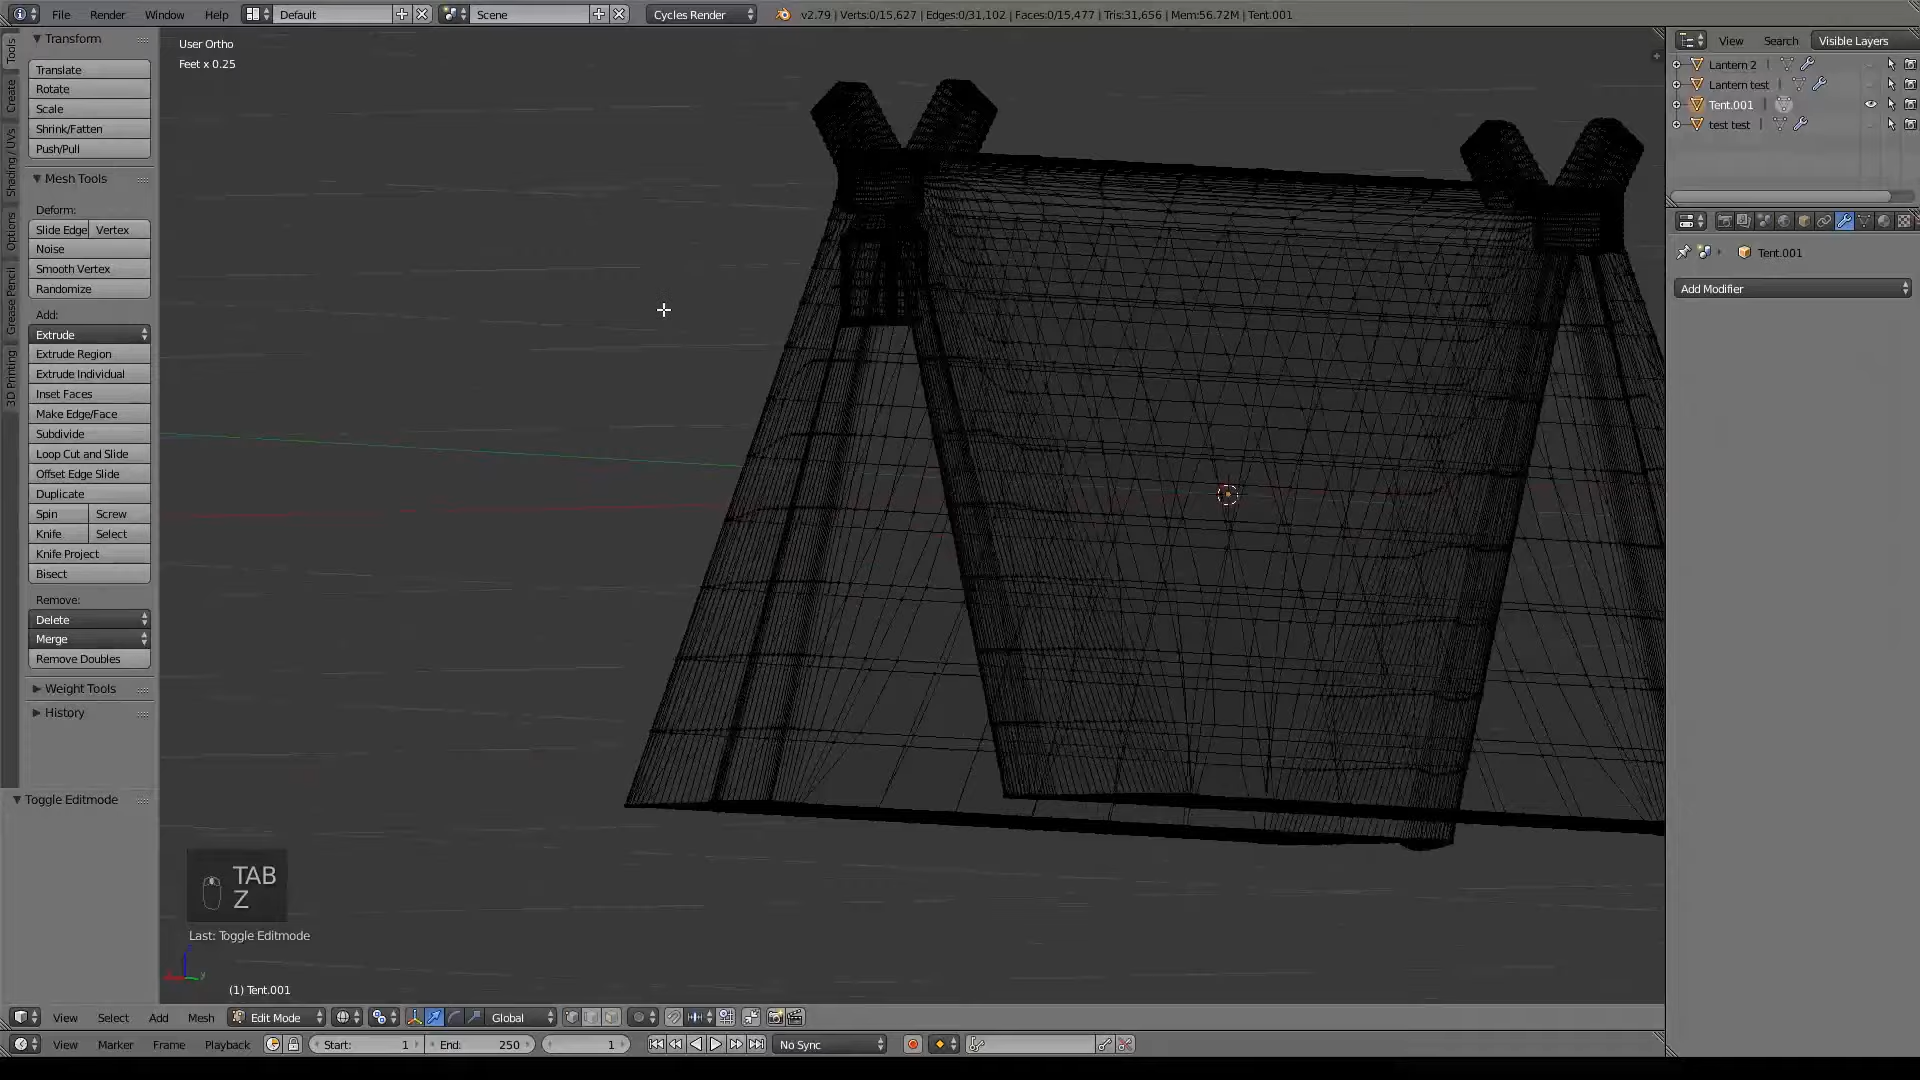 File Render Window Help Default Scene Cycles Render v2.79 | Verts:0/15,627 | Edges:0/31,102 | Faces:0/15,477 | Tris:31,656 | Mem:56.72M | Tent.001
Tools
Create
Shading / UVs
Options
Grease Pencil
3D Printing
Transform
Translate
Rotate
Scale
Shrink/Fatten
Push/Pull
Mesh Tools
Deform:
Slide Edge Vertex
Noise
Smooth Vertex
Randomize
Add:
Extrude
Extrude Region
Extrude Individual
Inset Faces
Make Edge/Face
Subdivide
Loop Cut and Slide
Offset Edge Slide
Duplicate
Spin Screw
Knife Select
Knife Project
Bisect
Remove:
Delete
Merge
Remove Doubles
Weight Tools
History
Toggle Editmode
User Ortho
Feet x 0.25
TAB
Z
Last: Toggle Editmode
(1) Tent.001
View Search Visible Layers
Lantern 2
Lantern test
Tent.001
test test
Tent.001
Add Modifier
View Select Add Mesh Edit Mode Global
View Marker Frame Playback Start: 1 End: 250 1 No Sync